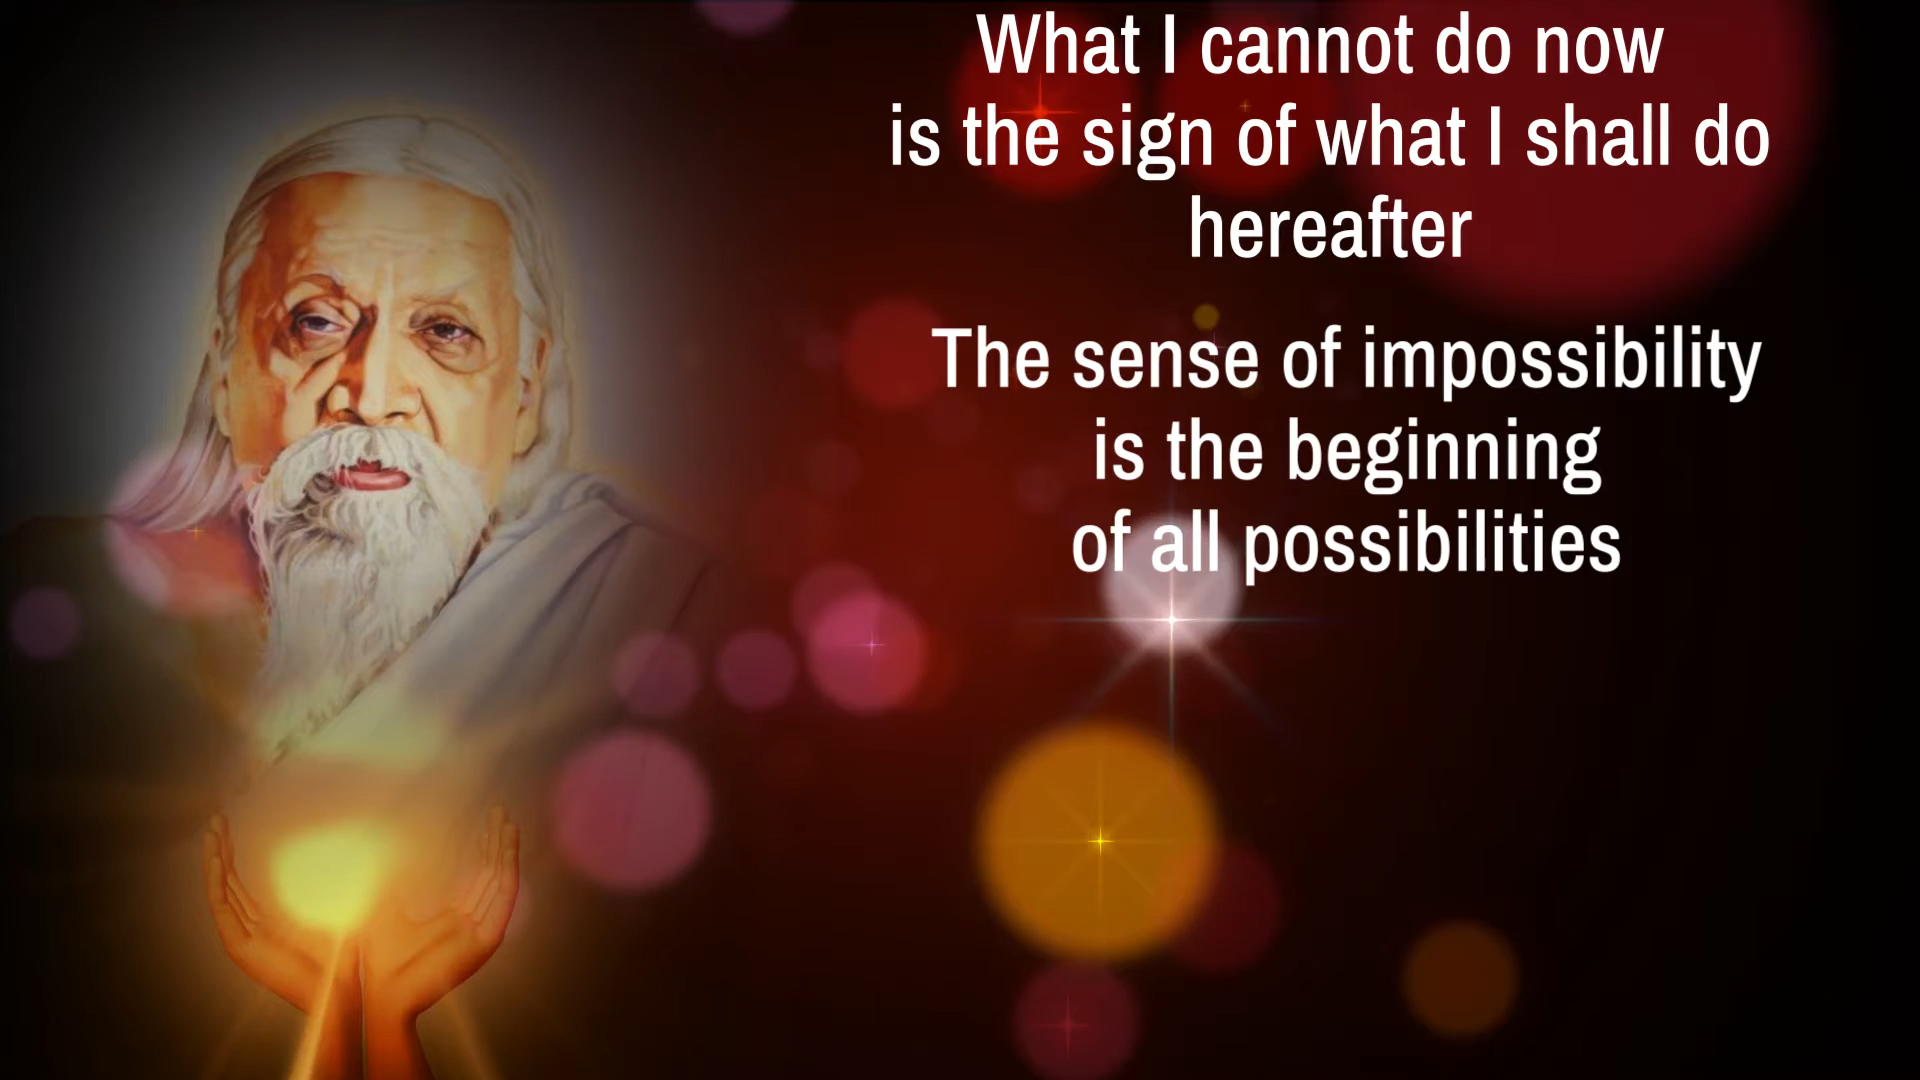 What I cannot do now
is the sign of what I shall do
hereafter
The sense of impossibility
is the beginning
of all possibilities